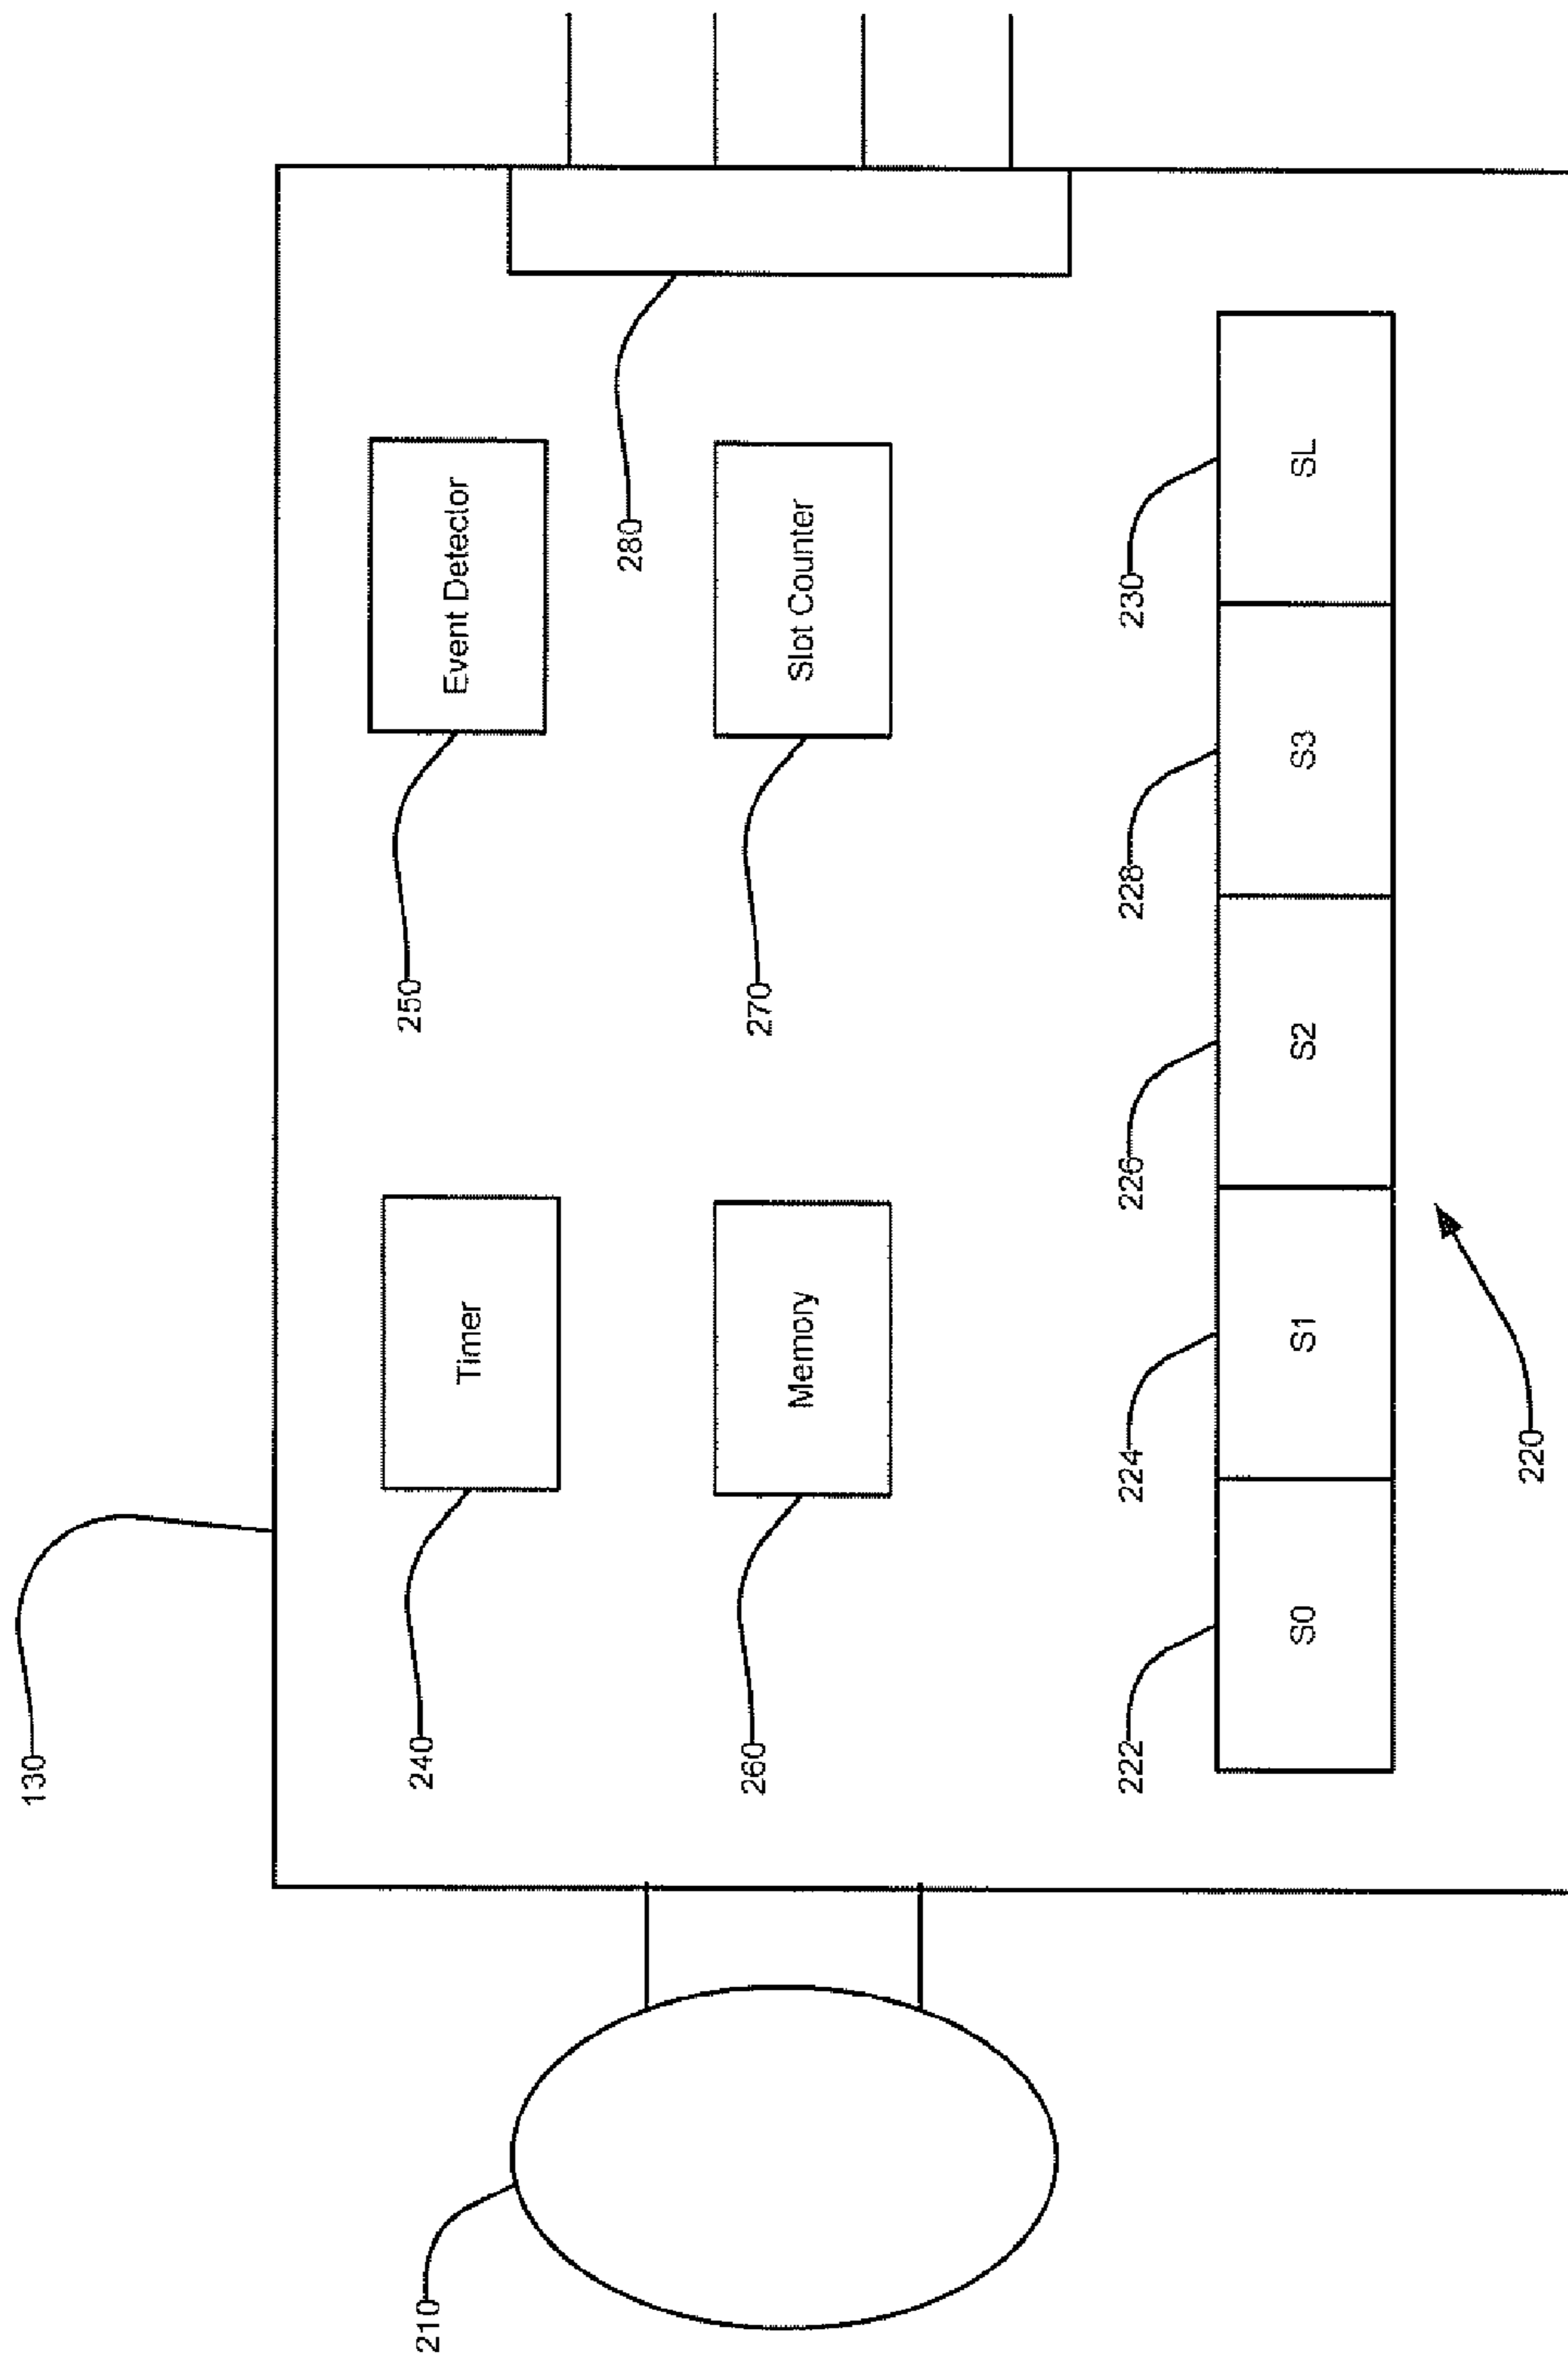 130
210
240
250
Timer
Event Detector
280
260
270
Memory
Slot Counter
222
224
226
228
230
S0
S1
S2
S3
SL
220